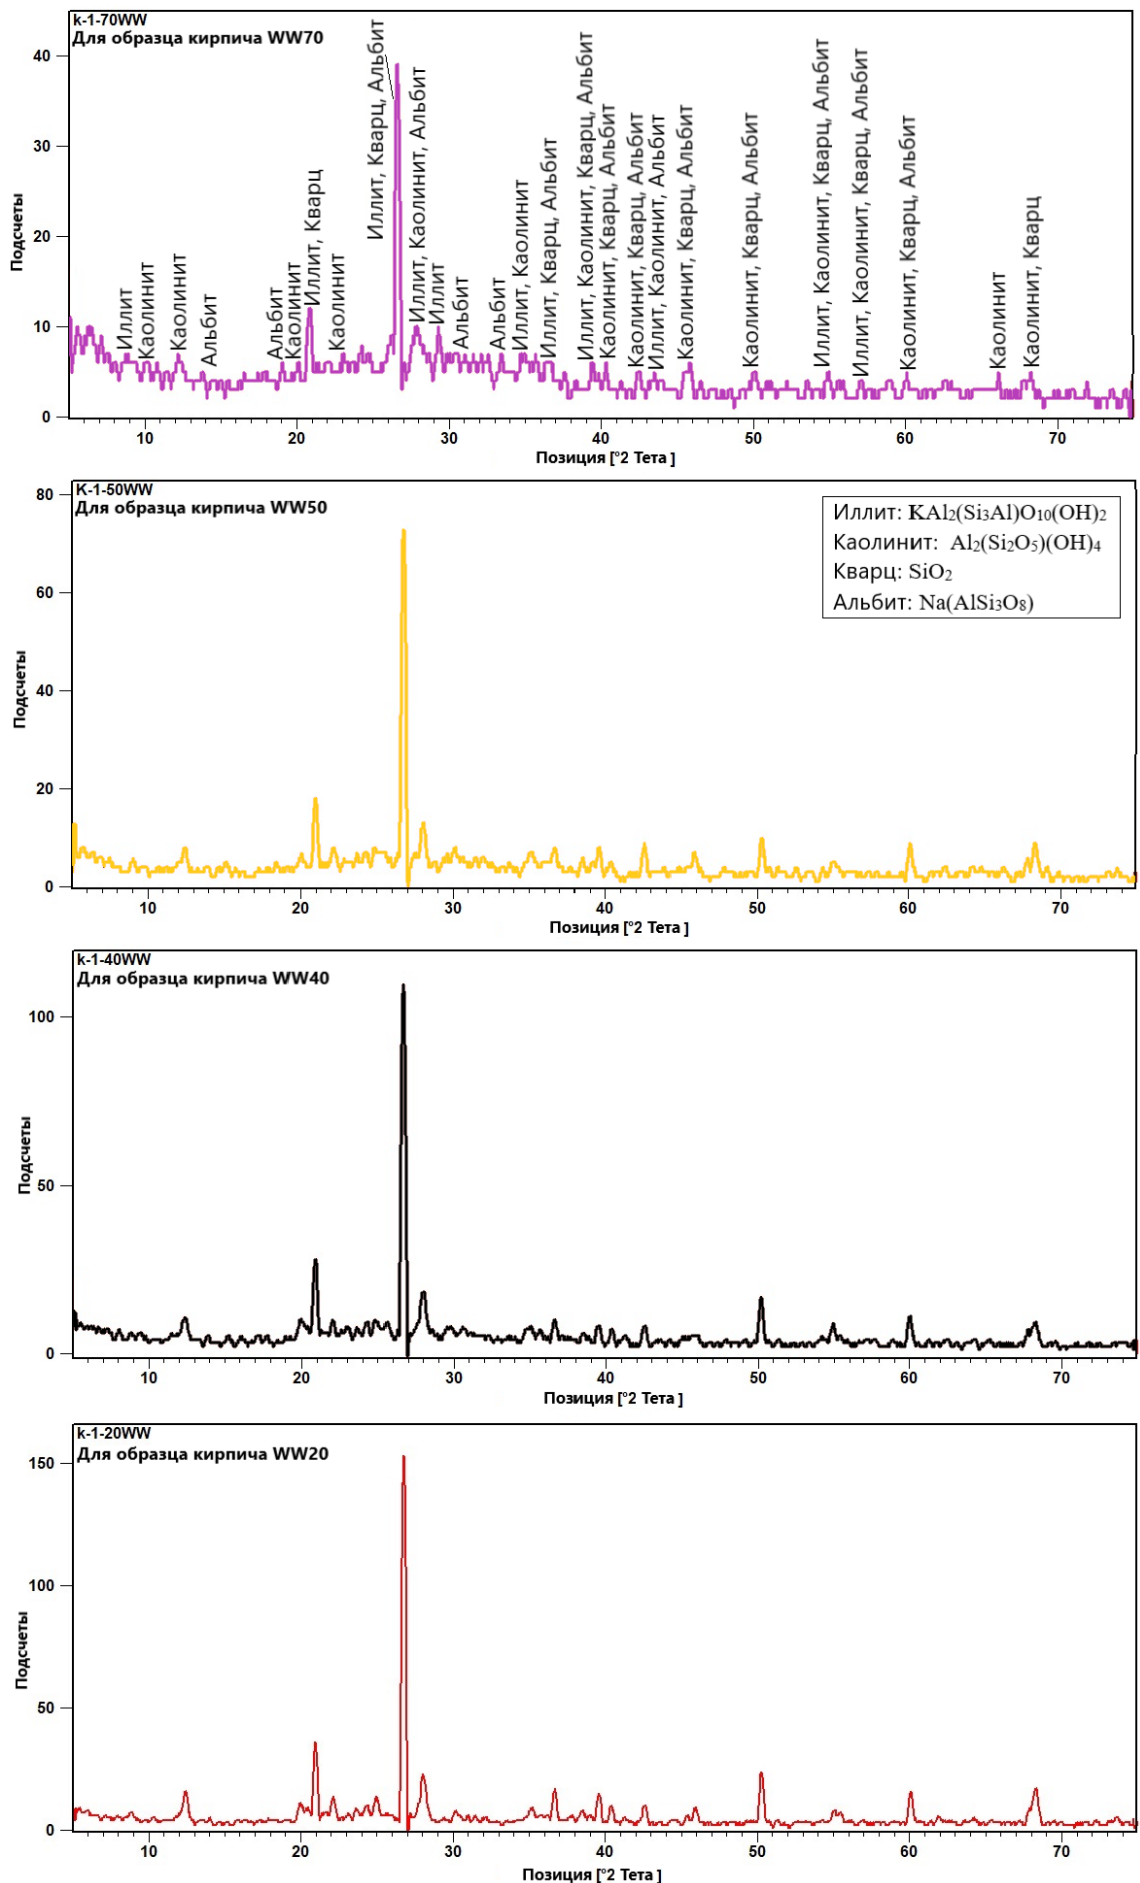 k-1-70WW
Для образца кирпича WW70
Подсчеты
40
30
20
10
0
Иллит
Каолинит
Каолинит
Альбит
Альбит
Каолинит
Иллит, Кварц
Каолинит
Иллит, Кварц, Альбит
Иллит, Каолинит, Альбит
Иллит
Альбит
Альбит
Иллит, Каолинит
Иллит, Кварц, Альбит
Иллит, Каолинит, Кварц, Альбит
Каолинит, Кварц, Альбит
Каолинит, Кварц, Альбит
Иллит, Каолинит, Альбит
Каолинит, Кварц, Альбит
Каолинит, Кварц, Альбит
Иллит, Каолинит, Кварц, Альбит
Иллит, Каолинит, Кварц, Альбит
Каолинит, Кварц, Альбит
Каолинит
Каолинит, Кварц
10 20 30 40 50 60 70
Позиция [°2 Тета ]
K-1-50WW
Для образца кирпича WW50
Подсчеты
80
60
40
20
0
Иллит: KAl₂(Si₃Al)O₁₀(OH)₂
Каолинит: Al₂(Si₂O₅)(OH)₄
Кварц: SiO₂
Альбит: Na(AlSi₃O₈)
10 20 30 40 50 60 70
Позиция [°2 Тета ]
k-1-40WW
Для образца кирпича WW40
Подсчеты
100
50
0
10 20 30 40 50 60 70
Позиция [°2 Тета ]
k-1-20WW
Для образца кирпича WW20
Подсчеты
150
100
50
0
10 20 30 40 50 60 70
Позиция [°2 Тета ]